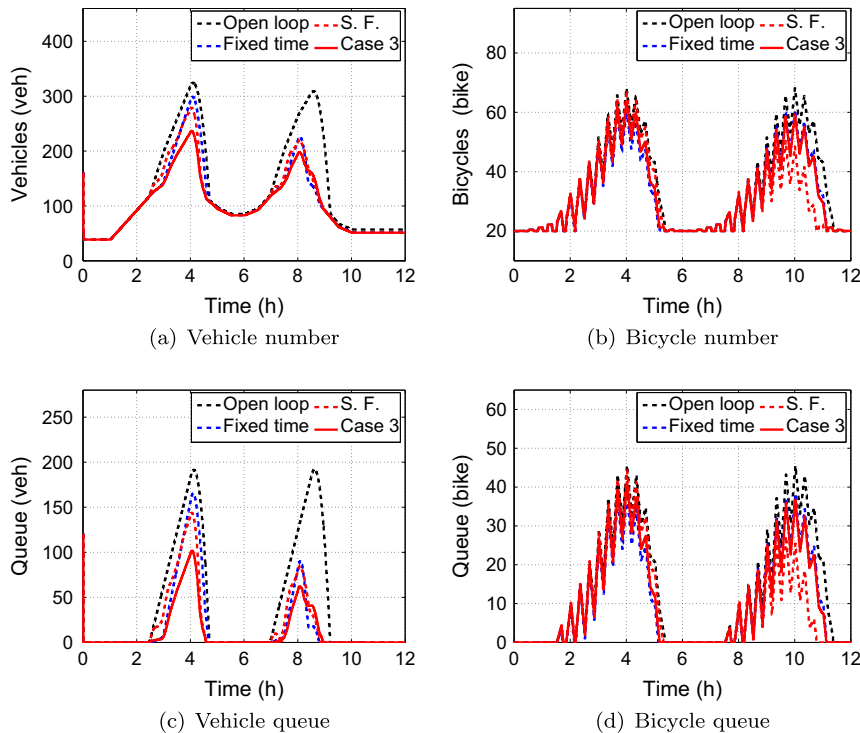 Open loop
S. F.
Fixed time
Case 3
400
300
200
100
0
Vehicles (veh)
0
2
4
6
8
10
12
Time (h)
(a) Vehicle number
Open loop
S. F.
Fixed time
Case 3
80
60
40
20
Bicycles (bike)
0
2
4
6
8
10
12
Time (h)
(b) Bicycle number
Open loop
S. F.
Fixed time
Case 3
250
200
150
100
50
0
Queue (veh)
0
2
4
6
8
10
12
Time (h)
(c) Vehicle queue
Open loop
S. F.
Fixed time
Case 3
60
50
40
30
20
10
0
Queue (bike)
0
2
4
6
8
10
12
Time (h)
(d) Bicycle queue